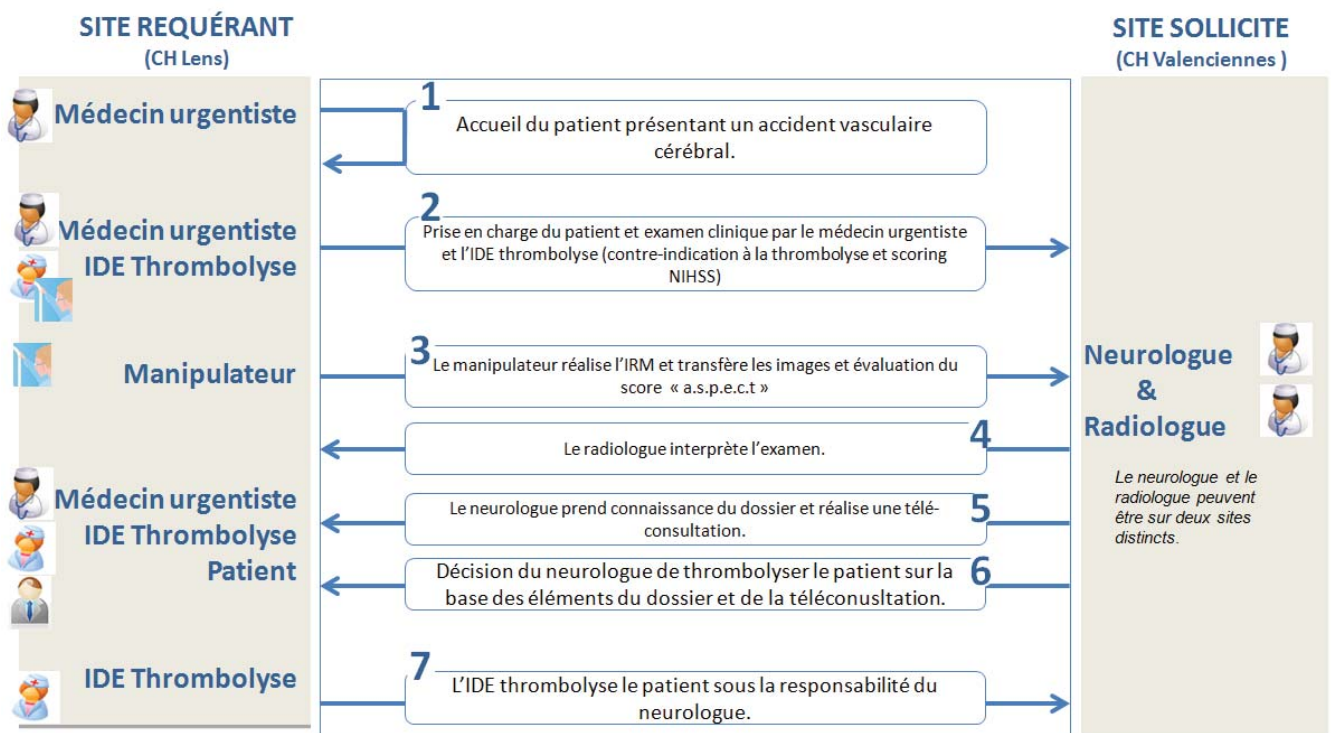 SITE REQUÉRANT
(CH Lens)
SITE SOLLICITE
(CH Valenciennes )
Médecin urgentiste
1
Accueil du patient présentant un accident vasculaire
cérébral.
Médecin urgentiste
IDE Thrombolyse
2
Prise en charge du patient et examen clinique par le médecin urgentiste
et l'IDE thrombolyse (contre-indication à la thrombolyse et scoring
NIHSS)
Manipulateur
3
Le manipulateur réalise l'IRM et transfère les images et évaluation du
score « a.s.p.e.c.t »
Neurologue
&
Radiologue
4
Le radiologue interprète l'examen.
Le neurologue et le
radiologue peuvent
être sur deux sites
distincts.
Médecin urgentiste
IDE Thrombolyse
Patient
5
Le neurologue prend connaissance du dossier et réalise une télé-
consultation.
6
Décision du neurologue de thrombolyser le patient sur la
base des éléments du dossier et de la téléconusltation.
IDE Thrombolyse
7
L'IDE thrombolyse le patient sous la responsabilité du
neurologue.